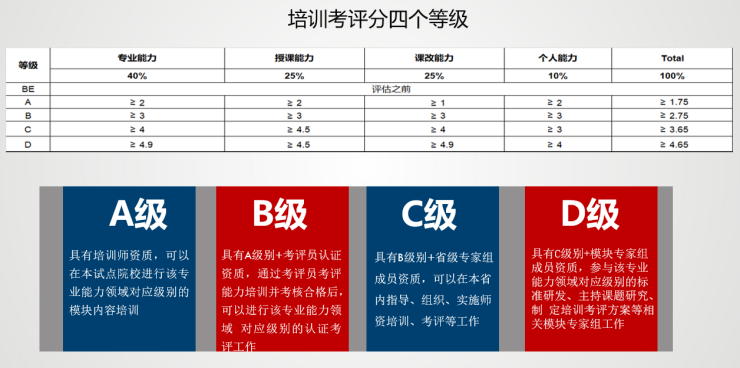 培训考评分四个等级
等级 专业能力 授课能力 课改能力 个人能力 Total
40% 25% 25% 10% 100%
BE 评估之前
A ≥ 2 ≥ 2 ≥ 1 ≥ 2 ≥ 1.75
B ≥ 3 ≥ 3 ≥ 3 ≥ 3 ≥ 2.75
C ≥ 4 ≥ 4.5 ≥ 4 ≥ 3 ≥ 3.65
D ≥ 4.9 ≥ 4.5 ≥ 4.9 ≥ 4 ≥ 4.65
A级
具有培训师资质，可以
在本试点院校进行该专
业能力领域对应级别的
模块内容培训
B级
具有A级别+考评员认证
资质，通过考评员考评
能力培训并考核合格后，
可以进行该专业能力领
域 对应级别的认证考
评工作
C级
具有B级别+省级专家组
成员资质，可以在本省
内指导、组织、实施师
资培训、考评等工作
D级
具有C级别+模块专家组
成员资质，参与该专业
能力领域对应级别的标
准研发、主持课题研究、
制 定培训考评方案等相
关模块专家组工作